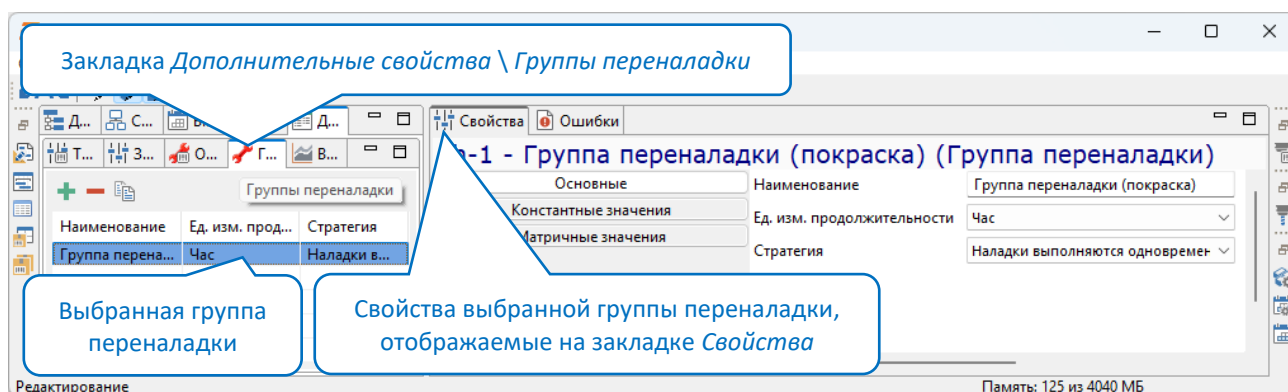 Закладка Дополнительные свойства \ Группы переналадки
Д...
С...
Д...
Свойства
Ошибки
Т...
З...
О...
Г...
В...
-1 - Группа переналадки (покраска) (Группа переналадки)
Группы переналадки
Основные
Наименование
Группа переналадки (покраска)
Наименование
Ед. изм. прод...
Стратегия
Константные значения
Ед. изм. продолжительности
Час
Матричные значения
Группа перена...
Час
Наладки в...
Стратегия
Наладки выполняются одновремен
Выбранная группа
переналадки
Свойства выбранной группы переналадки,
отображаемые на закладке Свойства
Редактирование
Память: 125 из 4040 МБ